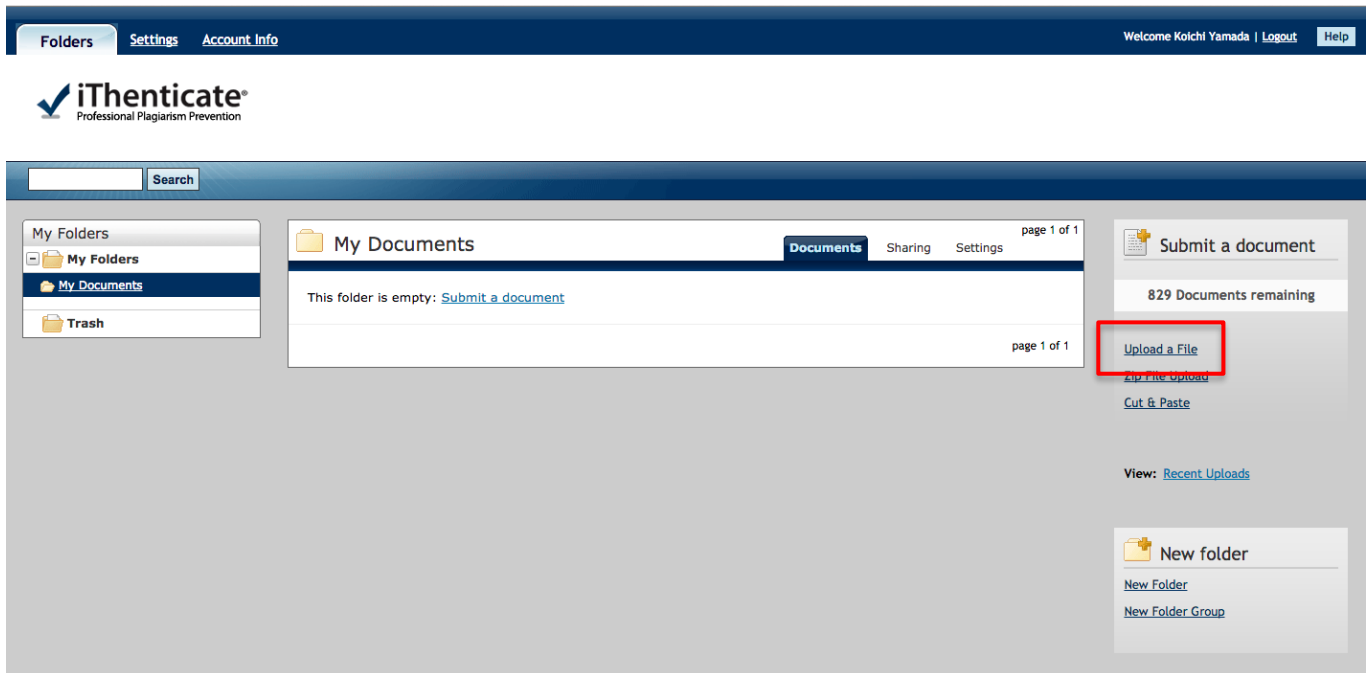 Folders Settings Account Info Welcome Koichi Yamada | Logout Help
iThenticate®
Professional Plagiarism Prevention
Search
My Folders
My Folders
My Documents
Trash
My Documents
Documents Sharing Settings page 1 of 1
This folder is empty: Submit a document
page 1 of 1
Submit a document
829 Documents remaining
Upload a File
Zip File Upload
Cut & Paste
View: Recent Uploads
New folder
New Folder
New Folder Group